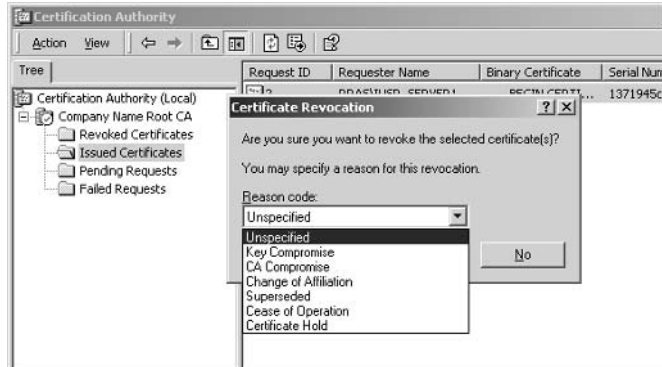 Certification Authority
Action View
Tree
Request ID Requester Name Binary Certificate Serial Num
Certification Authority (Local)
Company Name Root CA
Revoked Certificates
Issued Certificates
Pending Requests
Failed Requests
1371945c
Certificate Revocation
Are you sure you want to revoke the selected certificate(s)?
You may specify a reason for this revocation.
Reason code:
Unspecified
Unspecified
Key Compromise
CA Compromise
Change of Affiliation
Superseded
Cease of Operation
Certificate Hold
No